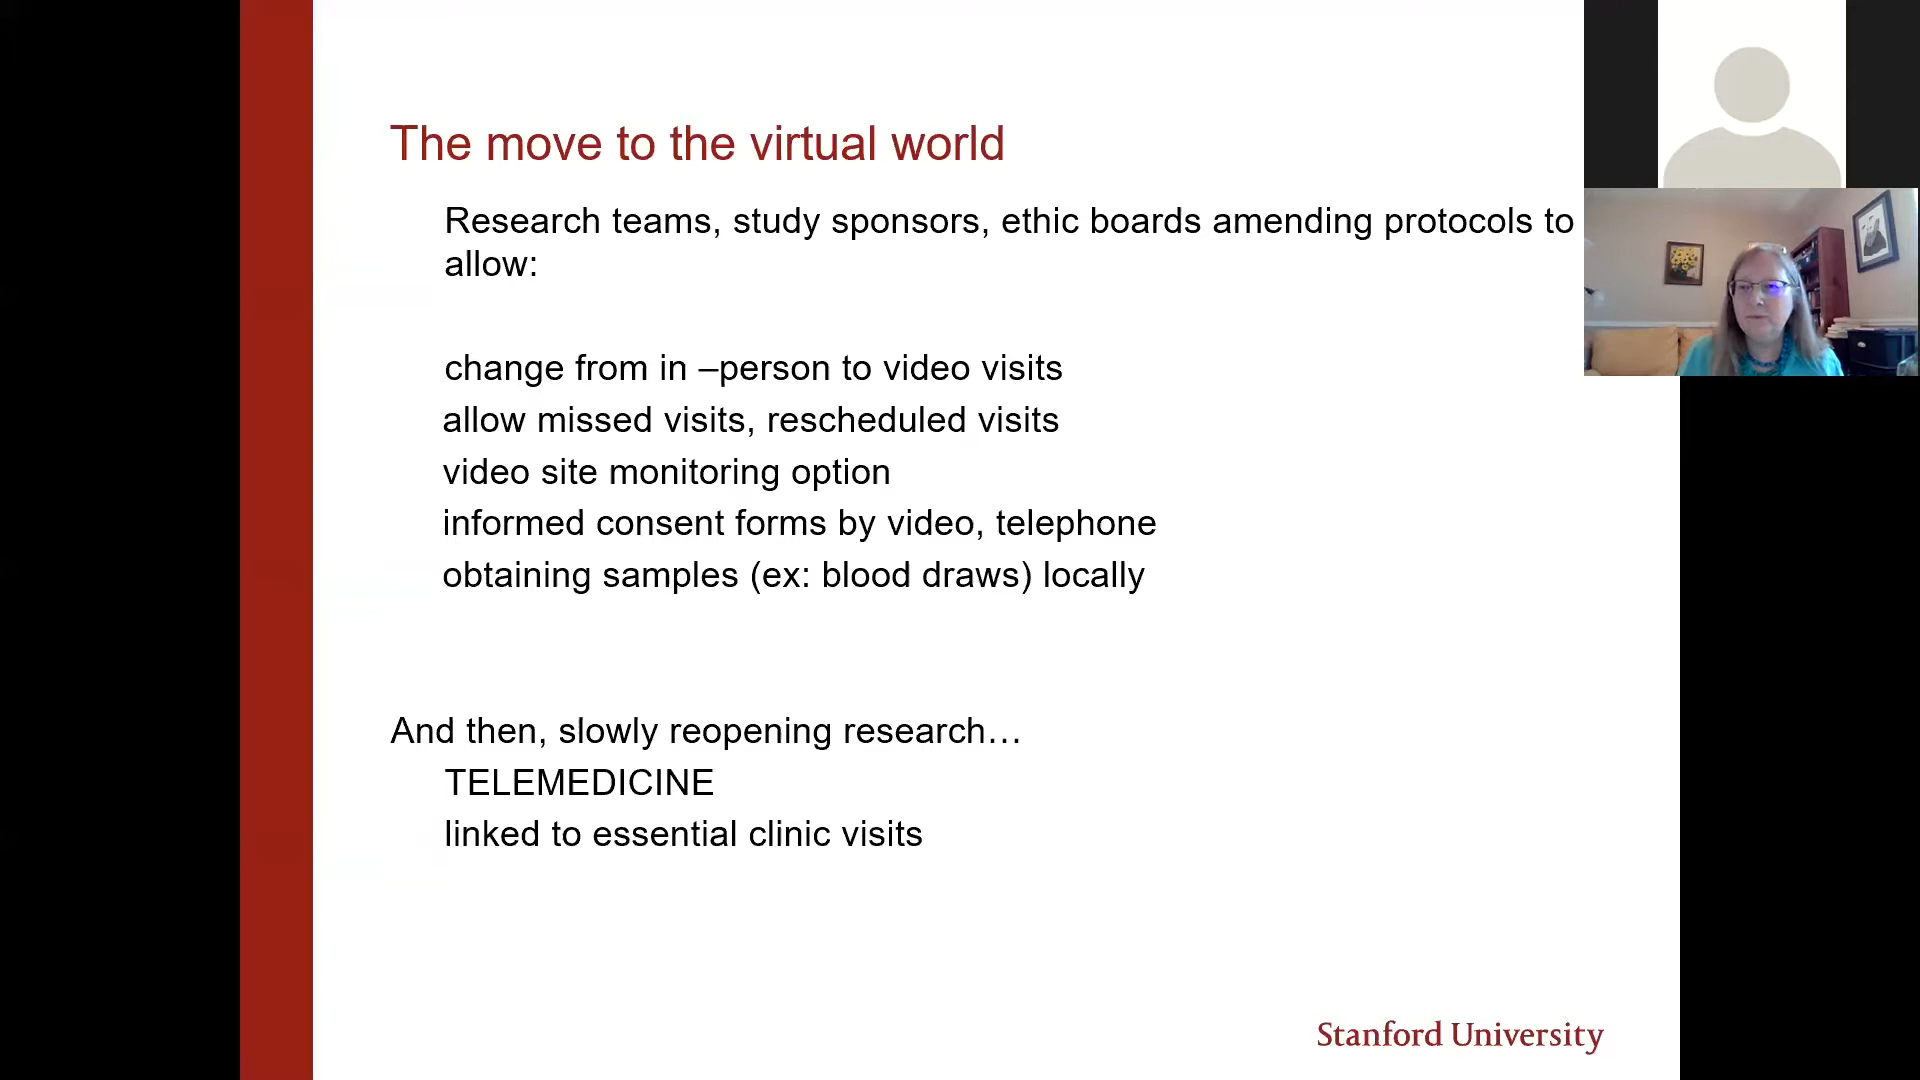 The move to the virtual world
Research teams, study sponsors, ethic boards amending protocols to
allow:
change from in –person to video visits
allow missed visits, rescheduled visits
video site monitoring option
informed consent forms by video, telephone
obtaining samples (ex: blood draws) locally
And then, slowly reopening research…
TELEMEDICINE
linked to essential clinic visits
Stanford University